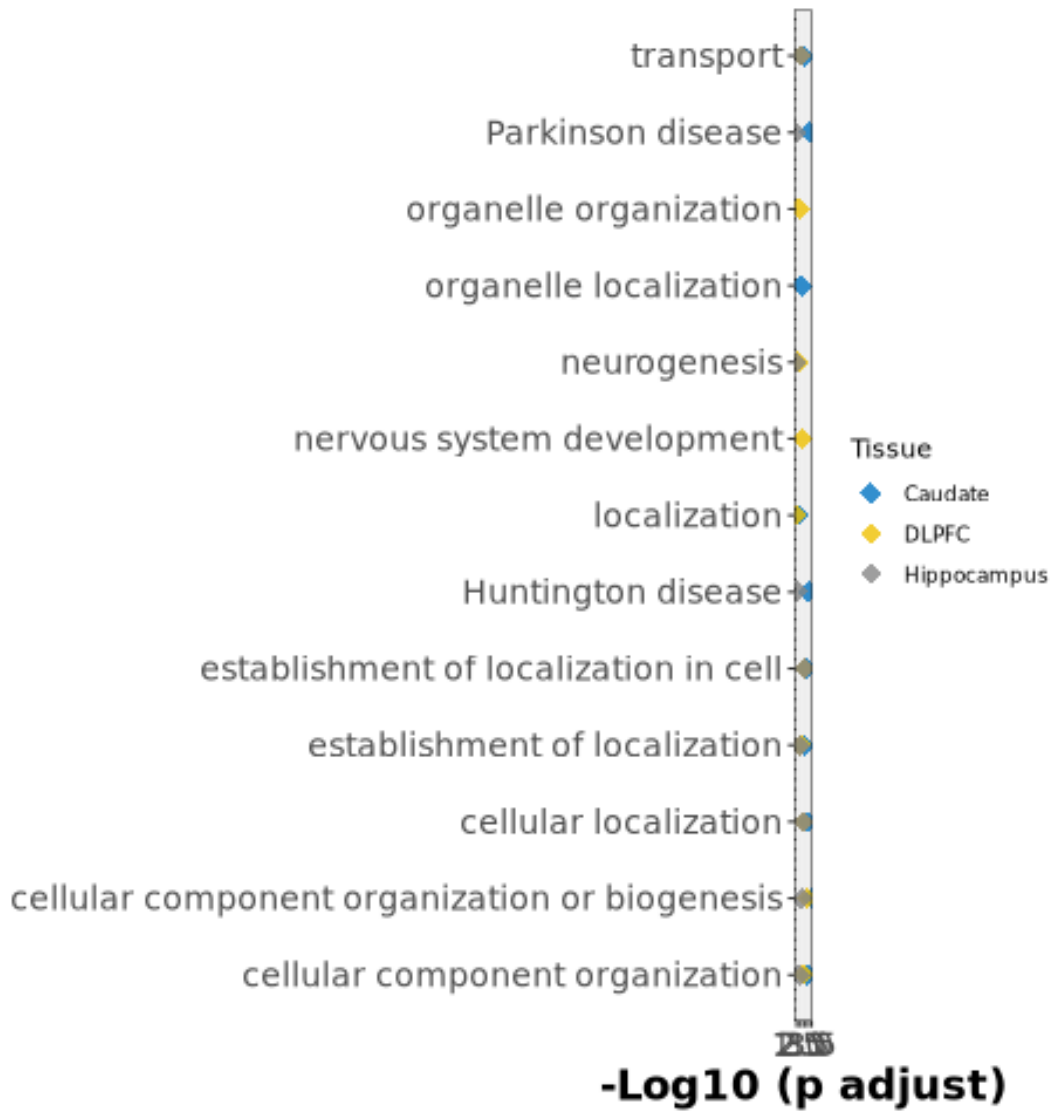 transport
Parkinson disease
organelle organization
organelle localization
neurogenesis
nervous system development
localization
Huntington disease
establishment of localization in cell
establishment of localization
cellular localization
cellular component organization or biogenesis
cellular component organization
-Log10 (p adjust)
Tissue
Caudate
DLPFC
Hippocampus